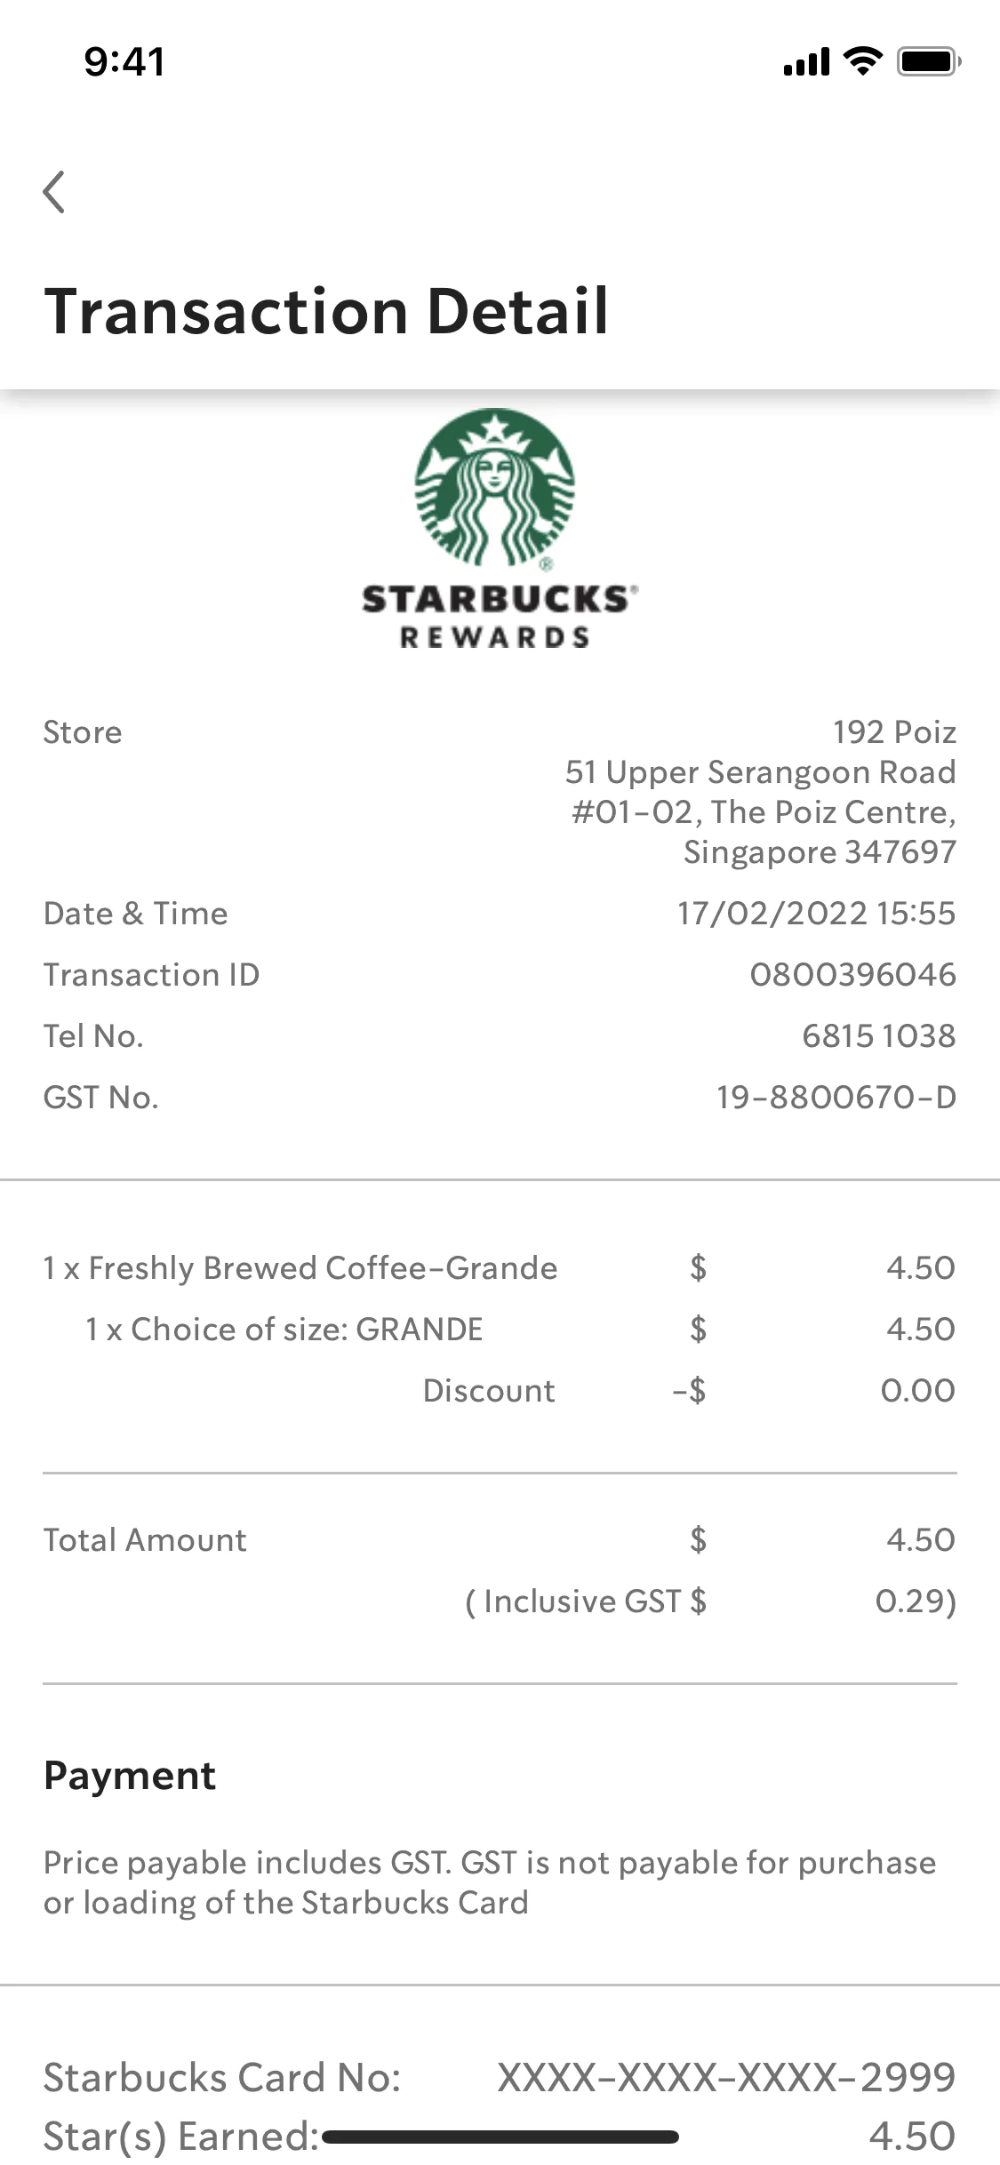 9:41
Transaction Detail
STARBUCKS®
REWARDS
Store 192 Poiz
51 Upper Serangoon Road
#01-02, The Poiz Centre,
Singapore 347697
Date & Time 17/02/2022 15:55
Transaction ID 0800396046
Tel No. 6815 1038
GST No. 19-8800670-D
1 x Freshly Brewed Coffee-Grande $ 4.50
1 x Choice of size: GRANDE $ 4.50
Discount -$ 0.00
Total Amount $ 4.50
( Inclusive GST $ 0.29)
Payment
Price payable includes GST. GST is not payable for purchase
or loading of the Starbucks Card
Starbucks Card No: XXXX-XXXX-XXXX-2999
Star(s) Earned: 4.50